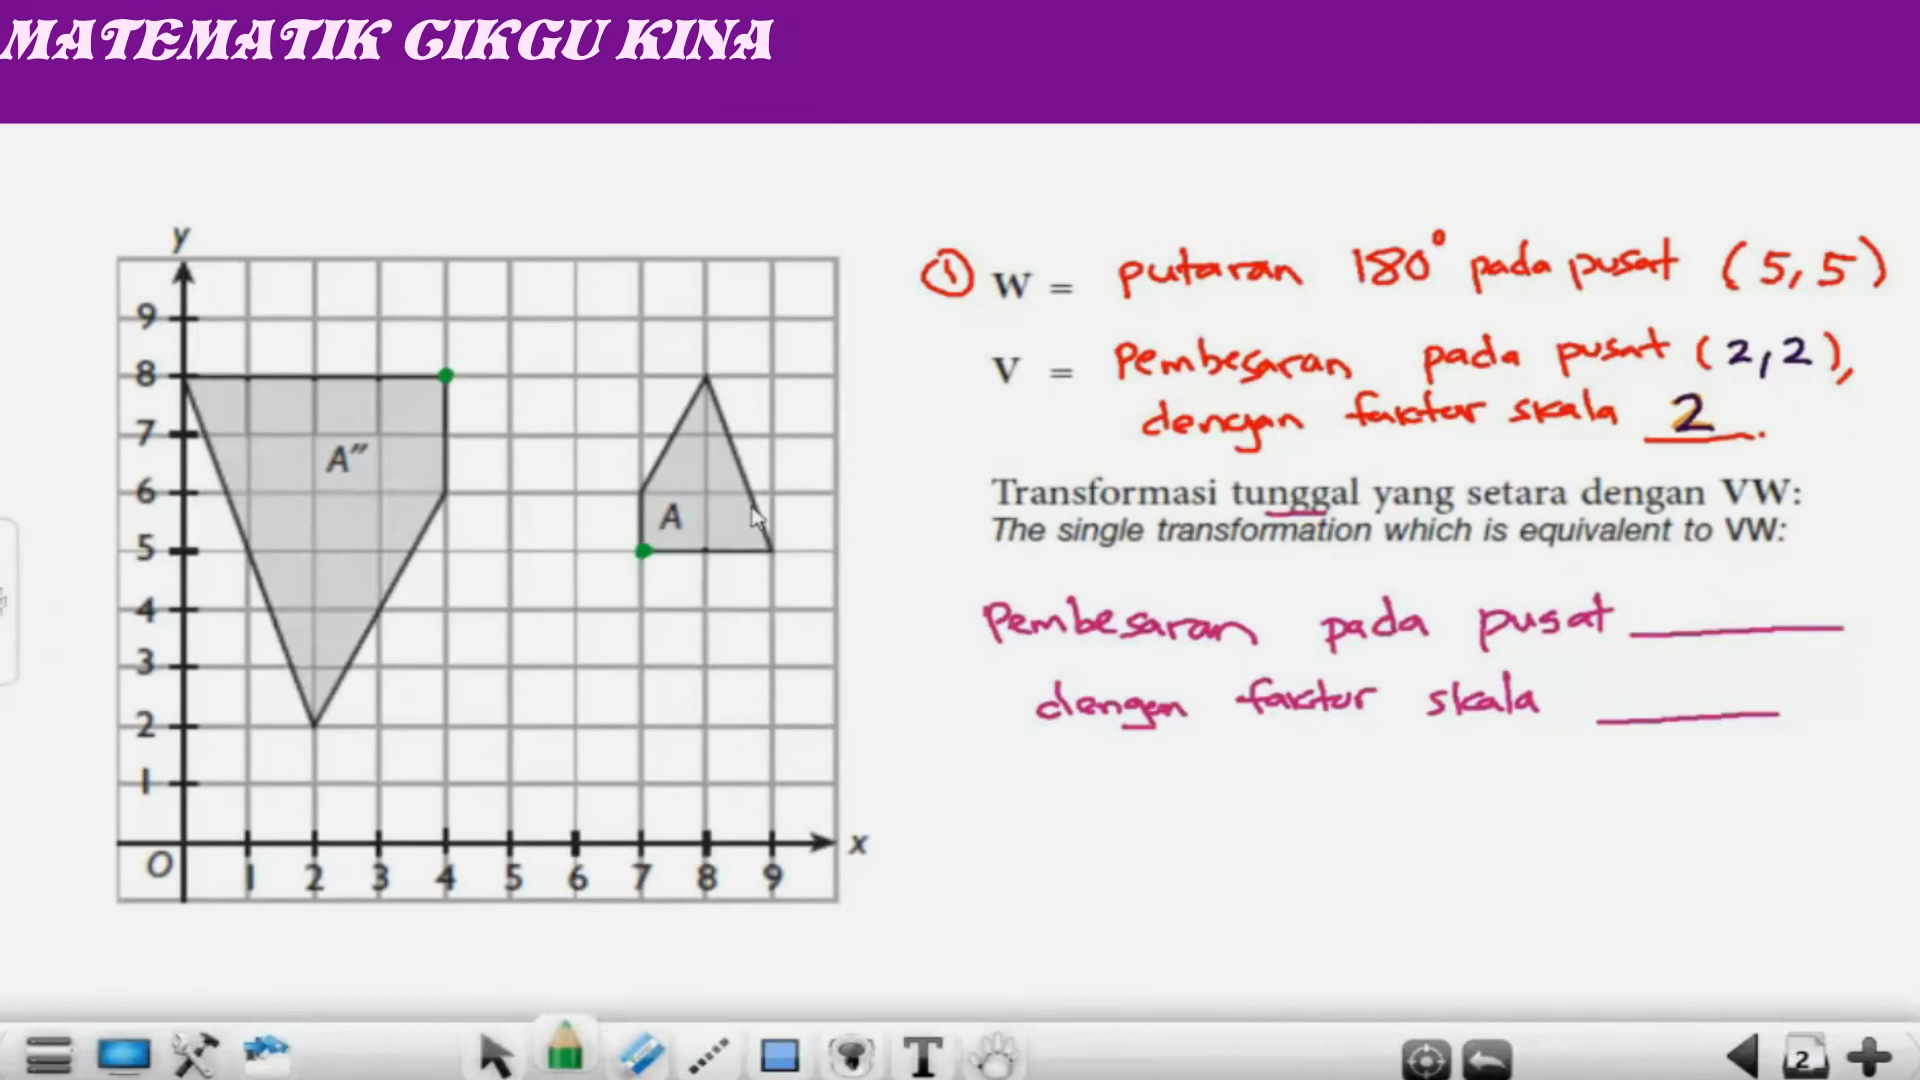 MATEMATIK CIKGU KINA
y
9
8
7
6
5
4
3
2
1
O
1 2 3 4 5 6 7 8 9
x
A″
A
① W = putaran 180° pada pusat (5,5)
V = Pembesaran pada pusat (2,2),
dengan faktor skala 2.
Transformasi tunggal yang setara dengan VW:
The single transformation which is equivalent to VW:
Pembesaran pada pusat ______
dengan faktor skala ______
T
2